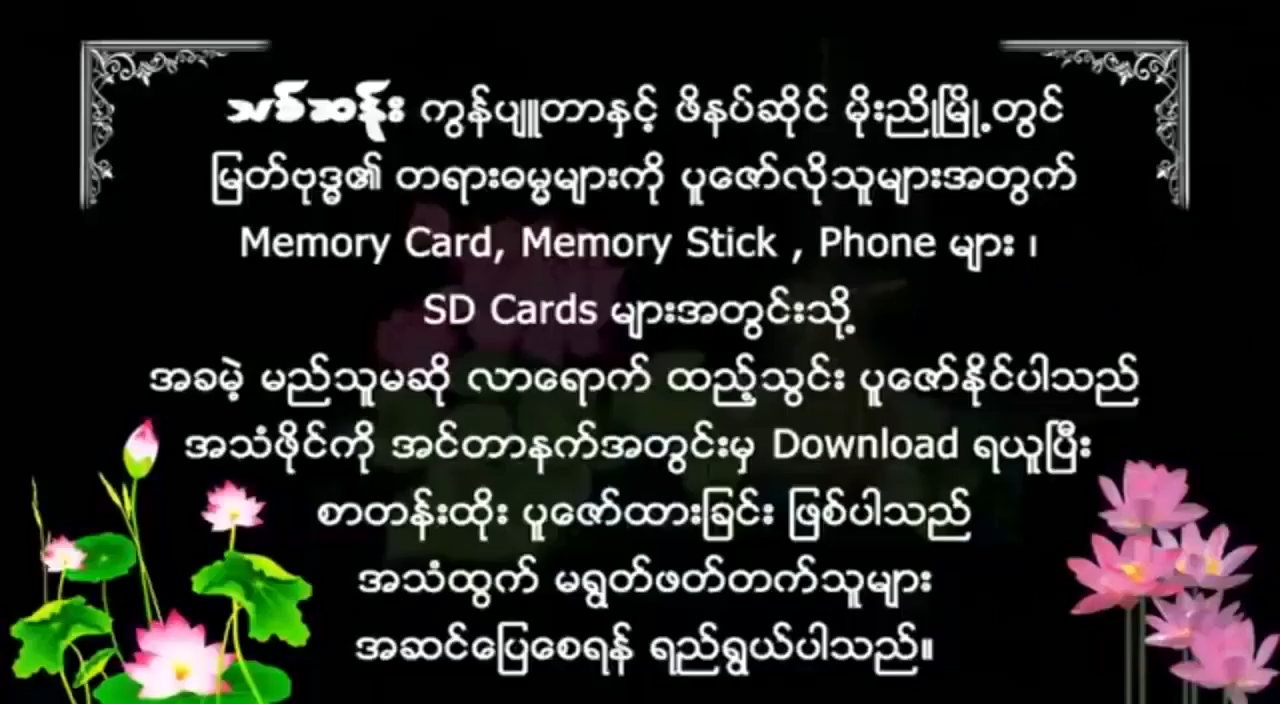 သစ်ဆန်း ကွန်ပျူတာနှင့် ဖိနပ်ဆိုင် မိုးညိုမြို့တွင်
မြတ်ဗုဒ္ဓ၏ တရားဓမ္မများကို ပူဇော်လိုသူများအတွက်
Memory Card, Memory Stick , Phone များ ၊
SD Cards များအတွင်းသို့
အခမဲ့ မည်သူမဆို လာရောက် ထည့်သွင်း ပူဇော်နိုင်ပါသည်
အသံဖိုင်ကို အင်တာနက်အတွင်းမှ Download ရယူပြီး
စာတန်းထိုး ပူဇော်ထားခြင်း ဖြစ်ပါသည်
အသံထွက် မရွတ်ဖတ်တက်သူများ
အဆင်ပြေစေရန် ရည်ရွယ်ပါသည်။